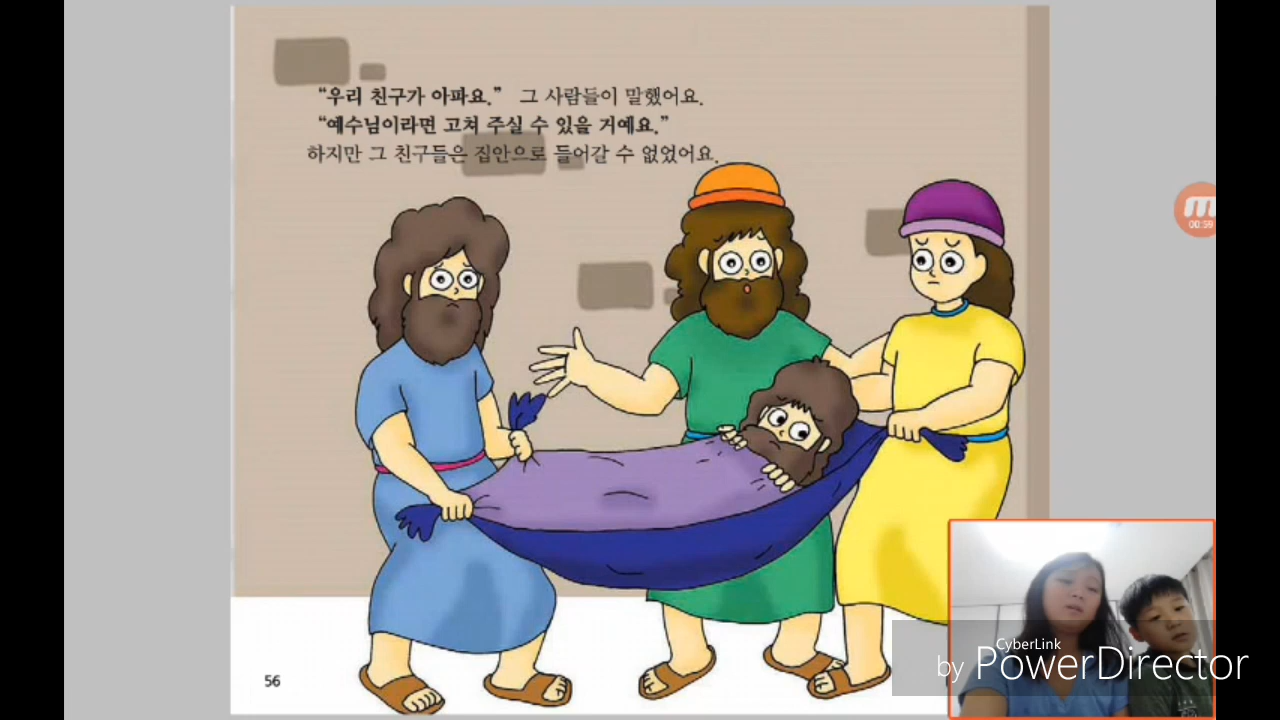 “우리 친구가 아파요.” 그 사람들이 말했어요.
“예수님이라면 고쳐 주실 수 있을 거예요.”
하지만 그 친구들은 집안으로 들어갈 수 없었어요.
00:59
CyberLink
by PowerDirector
56